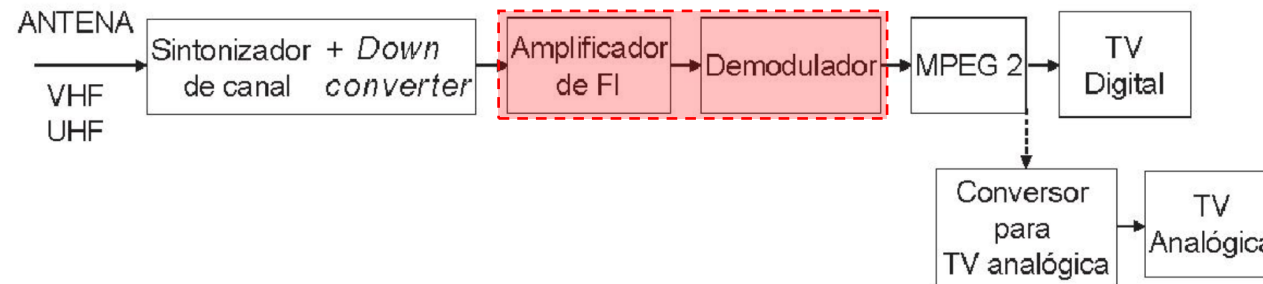 ANTENA
VHF
UHF
Sintonizador + Down
de canal converter
Amplificador
de FI
Demodulador
MPEG 2
TV
Digital
Conversor
para
TV analógica
TV
Analógica